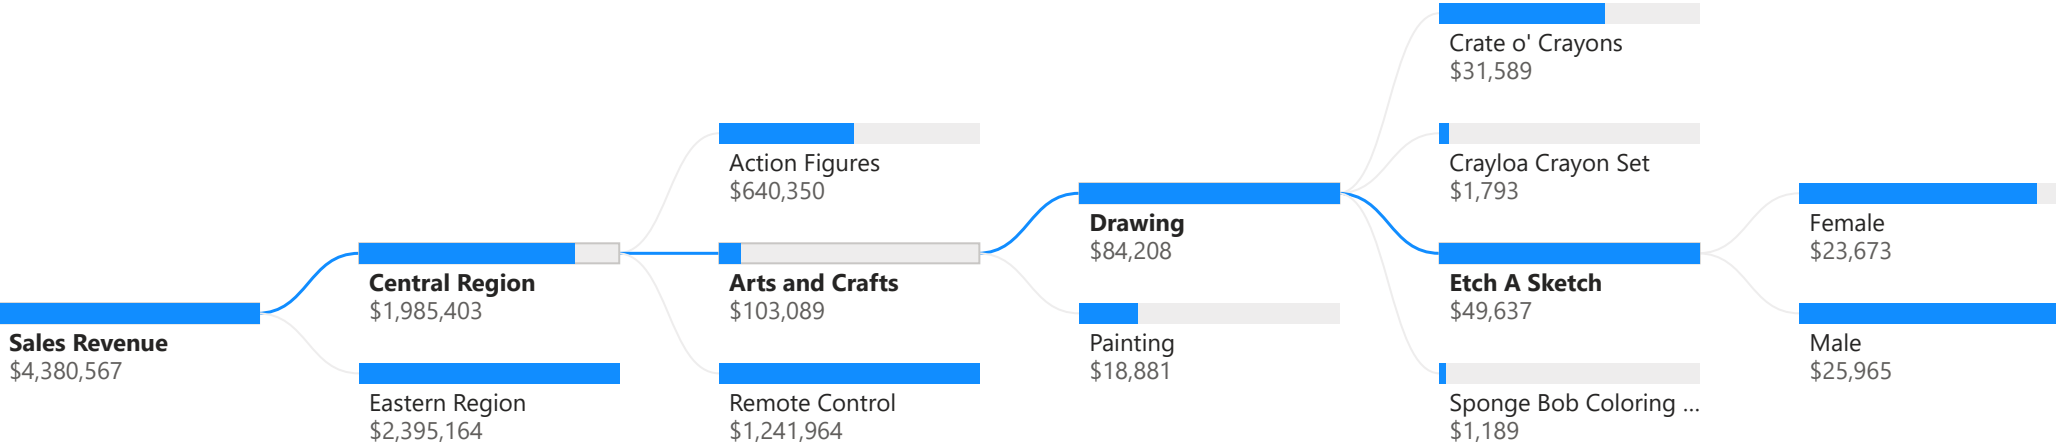 Sales Revenue
$4,380,567
Central Region
$1,985,403
Eastern Region
$2,395,164
Action Figures
$640,350
Arts and Crafts
$103,089
Remote Control
$1,241,964
Drawing
$84,208
Painting
$18,881
Crate o' Crayons
$31,589
Crayloa Crayon Set
$1,793
Etch A Sketch
$49,637
Sponge Bob Coloring ...
$1,189
Female
$23,673
Male
$25,965